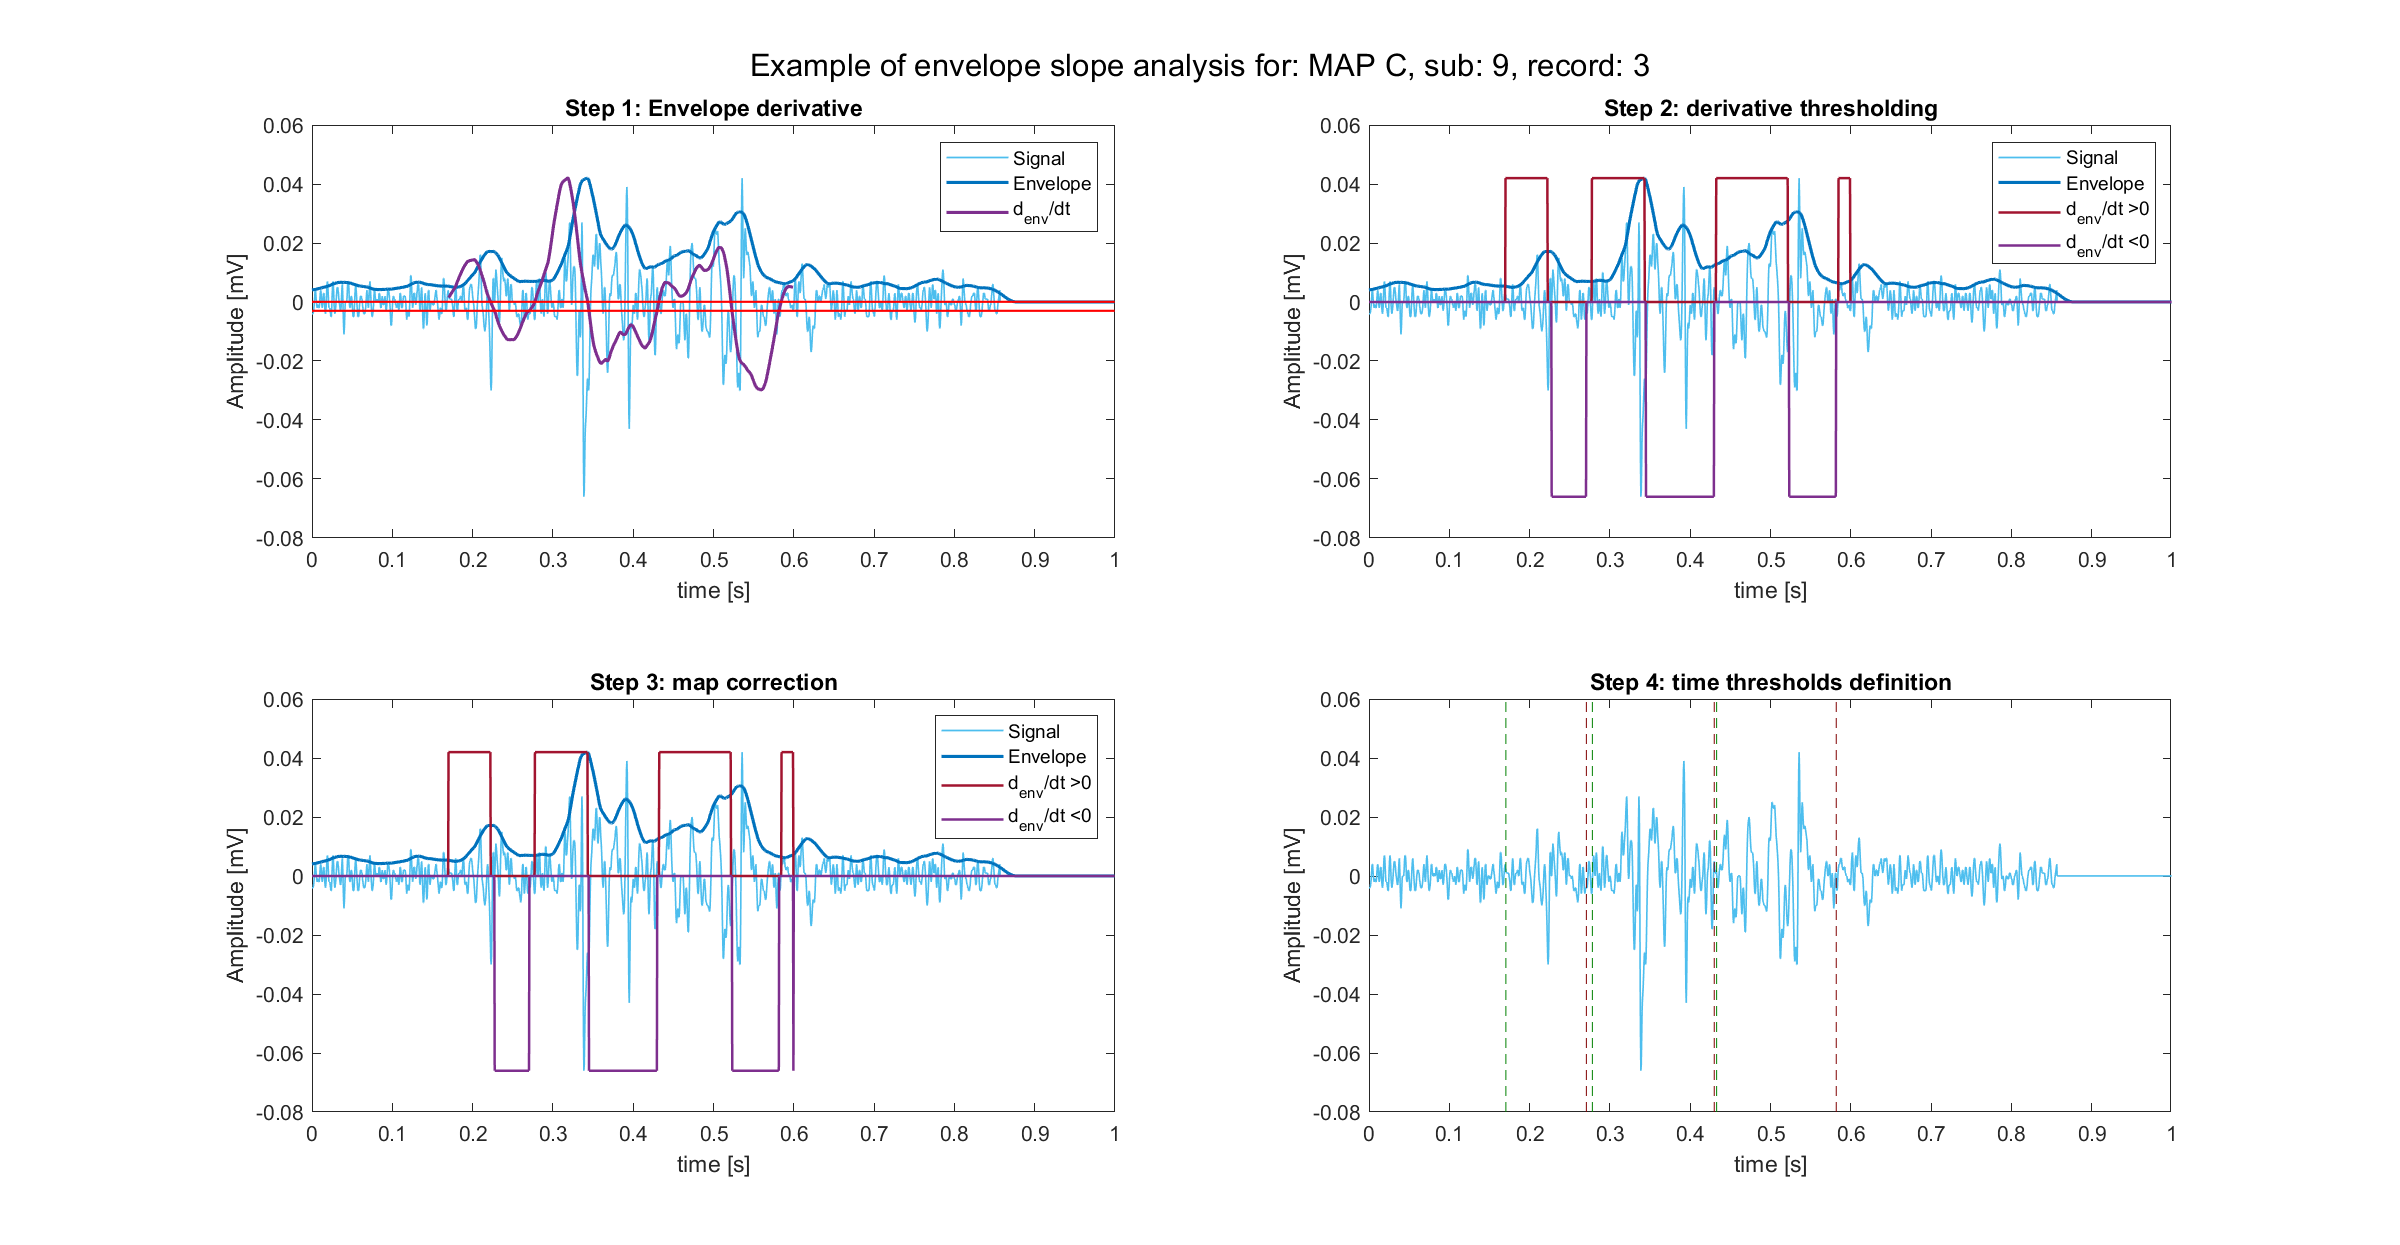 Example of envelope slope analysis for: MAP C, sub: 9, record: 3
Step 1: Envelope derivative
0.06
0.04
0.02
0
-0.02
-0.04
-0.06
-0.08
Amplitude [mV]
0 0.1 0.2 0.3 0.4 0.5 0.6 0.7 0.8 0.9 1
time [s]
Signal
Envelope
d_env/dt
Step 2: derivative thresholding
0.06
0.04
0.02
0
-0.02
-0.04
-0.06
-0.08
Amplitude [mV]
0 0.1 0.2 0.3 0.4 0.5 0.6 0.7 0.8 0.9 1
time [s]
Signal
Envelope
d_env/dt >0
d_env/dt <0
Step 3: map correction
0.06
0.04
0.02
0
-0.02
-0.04
-0.06
-0.08
Amplitude [mV]
0 0.1 0.2 0.3 0.4 0.5 0.6 0.7 0.8 0.9 1
time [s]
Signal
Envelope
d_env/dt >0
d_env/dt <0
Step 4: time thresholds definition
0.06
0.04
0.02
0
-0.02
-0.04
-0.06
-0.08
Amplitude [mV]
0 0.1 0.2 0.3 0.4 0.5 0.6 0.7 0.8 0.9 1
time [s]